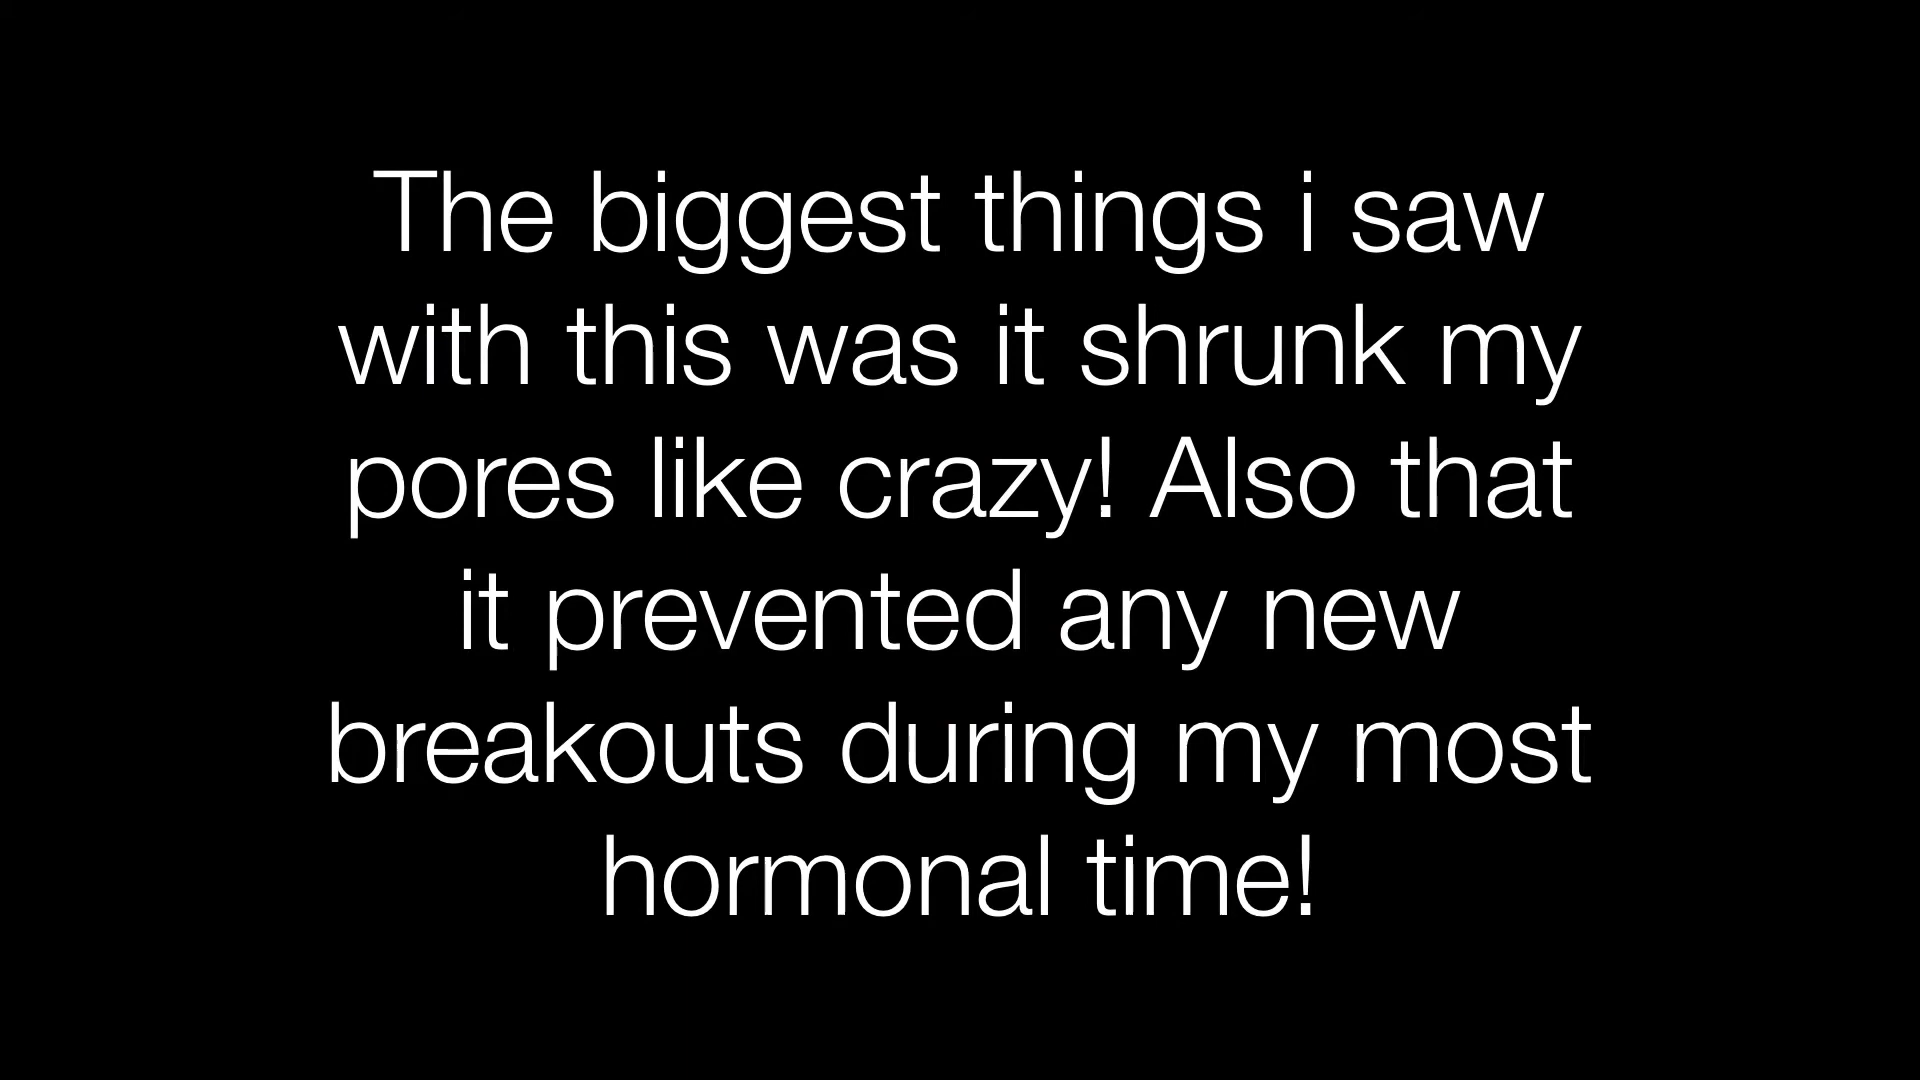 The biggest things i saw
with this was it shrunk my
pores like crazy! Also that
it prevented any new
breakouts during my most
hormonal time!